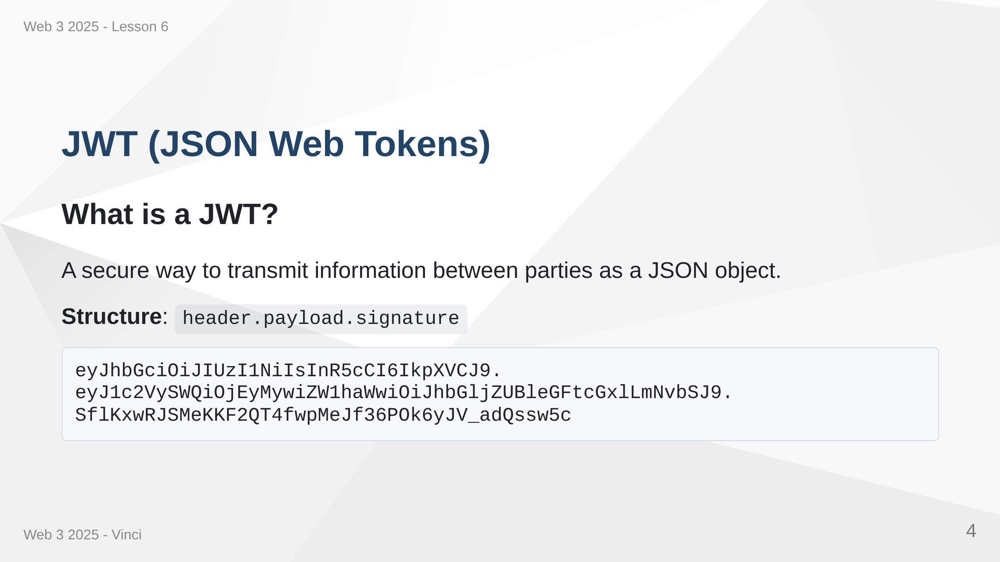 Web 3 2025 - Lesson 6
JWT (JSON Web Tokens)
What is a JWT?
A secure way to transmit information between parties as a JSON object.
Structure: header.payload.signature
eyJhbGciOiJIUzI1NiIsInR5cCI6IkpXVCJ9.
eyJ1c2VySWQiOjEyMywiZW1haWwiOiJhbGljZUBleGFtcGxlLmNvbSJ9.
SflKxwRJSMeKKF2QT4fwpMeJf36POk6yJV_adQssw5c
Web 3 2025 - Vinci
4